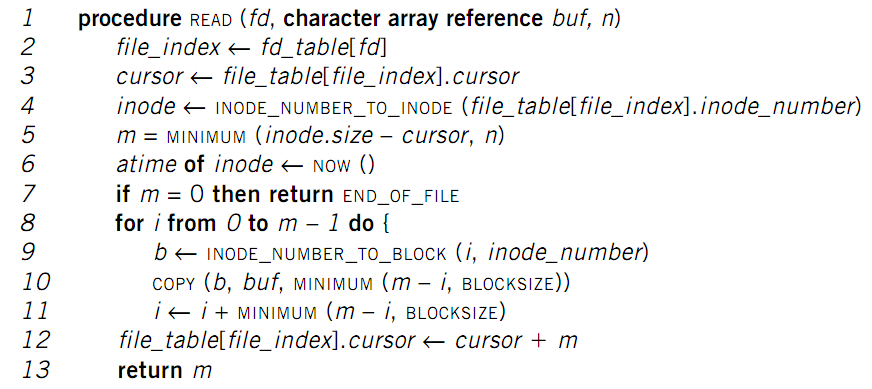 1 procedure READ (fd, character array reference buf, n)
2 file_index ← fd_table[fd]
3 cursor ← file_table[file_index].cursor
4 inode ← INODE_NUMBER_TO_INODE (file_table[file_index].inode_number)
5 m = MINIMUM (inode.size – cursor, n)
6 atime of inode ← NOW ()
7 if m = 0 then return END_OF_FILE
8 for i from 0 to m – 1 do {
9 b ← INODE_NUMBER_TO_BLOCK (i, inode_number)
10 COPY (b, buf, MINIMUM (m – i, BLOCKSIZE))
11 i ← i + MINIMUM (m – i, BLOCKSIZE)
12 file_table[file_index].cursor ← cursor + m
13 return m